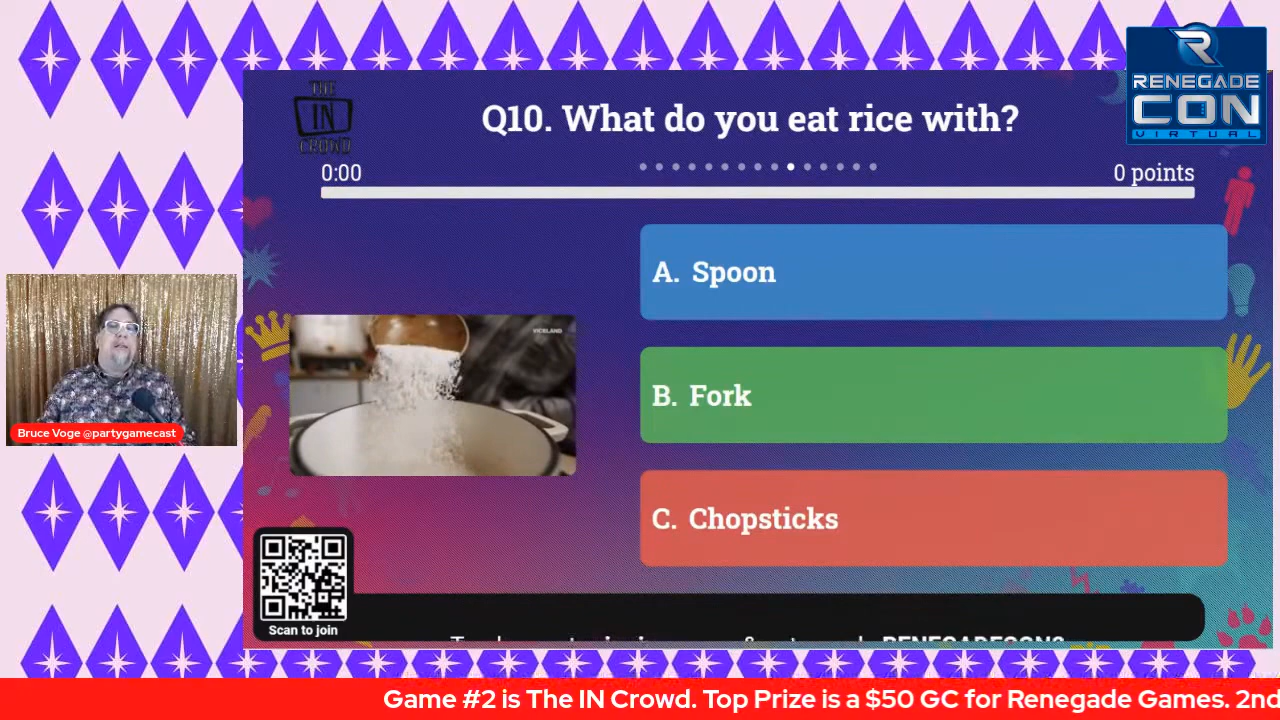 RENEGADE
CON
VIRTUAL
THE
IN
CROWD
Q10. What do you eat rice with?
0:00
0 points
A. Spoon
VICELAND
B. Fork
Bruce Voge @partygamecast
C. Chopsticks
Scan to join
Game #2 is The IN Crowd. Top Prize is a $50 GC for Renegade Games. 2nd